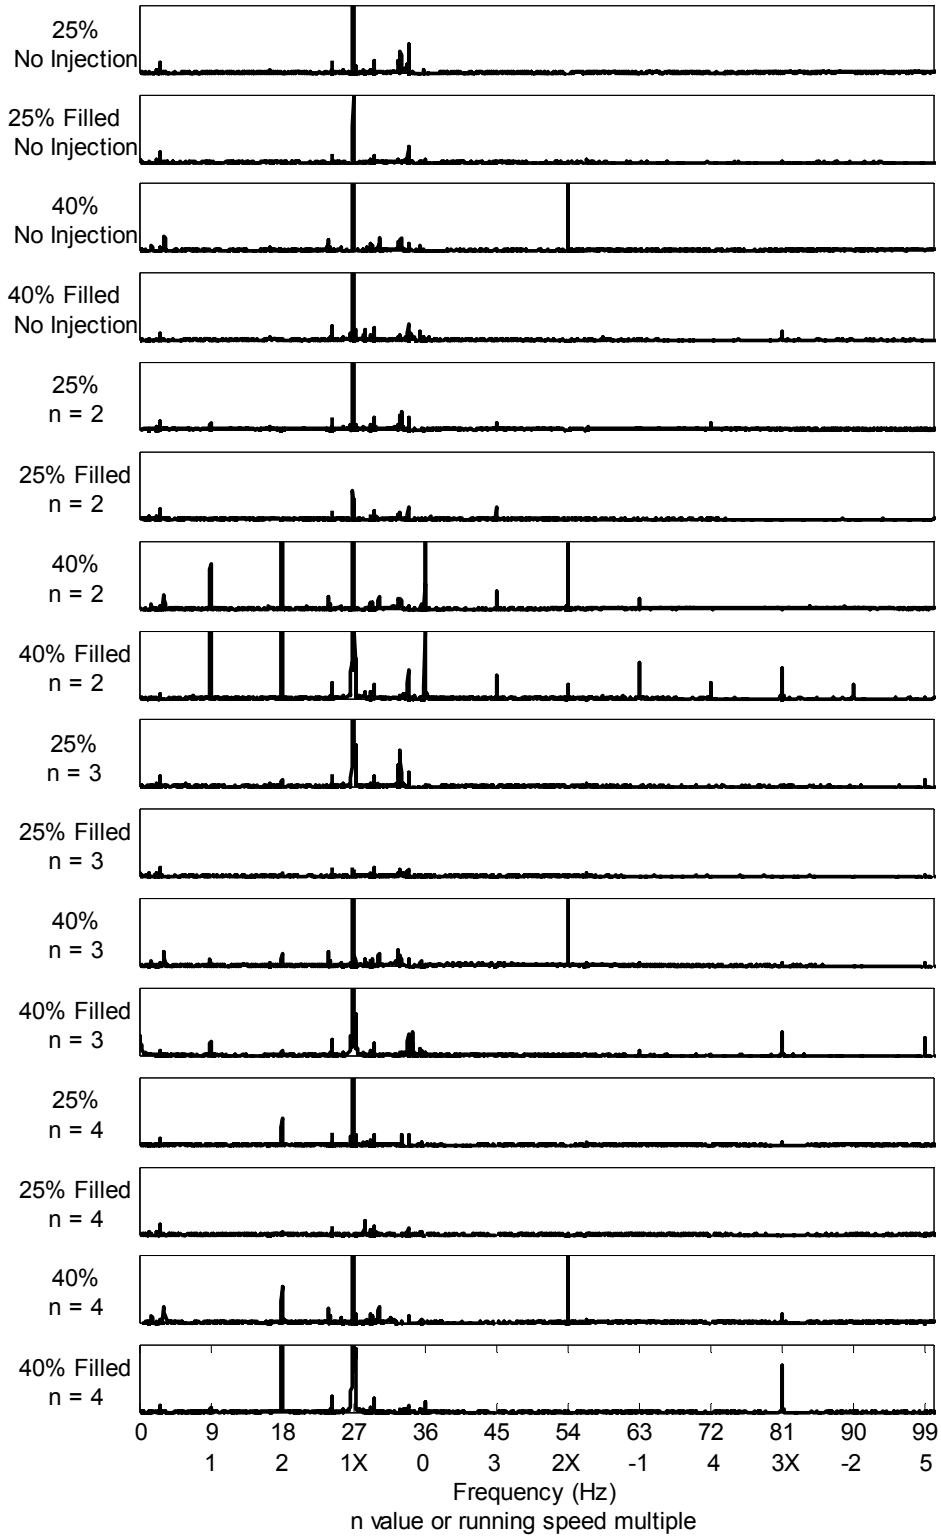 25%
No Injection
25% Filled
No Injection
40%
No Injection
40% Filled
No Injection
25%
n = 2
25% Filled
n = 2
40%
n = 2
40% Filled
n = 2
25%
n = 3
25% Filled
n = 3
40%
n = 3
40% Filled
n = 3
25%
n = 4
25% Filled
n = 4
40%
n = 4
40% Filled
n = 4
0 9 18 27 36 45 54 63 72 81 90 99
1 2 1X 0 3 2X -1 4 3X -2 5
Frequency (Hz)
n value or running speed multiple